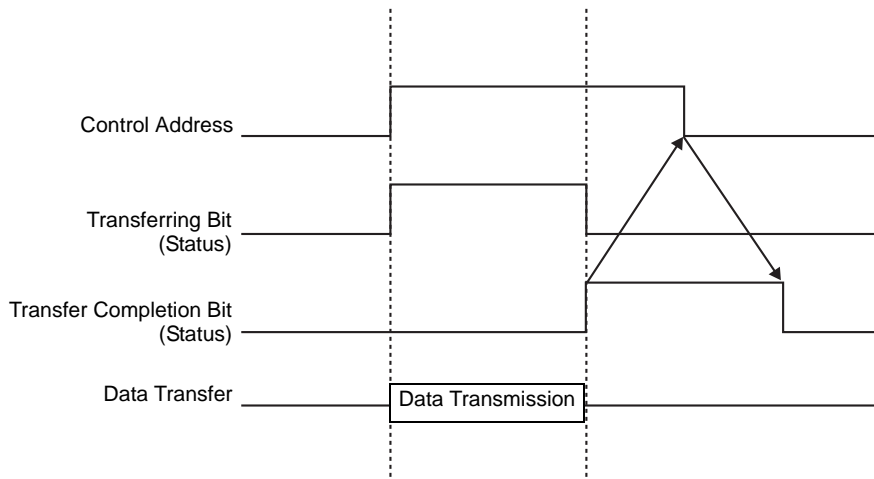 Control Address
Transferring Bit
(Status)
Transfer Completion Bit
(Status)
Data Transfer
Data Transmission